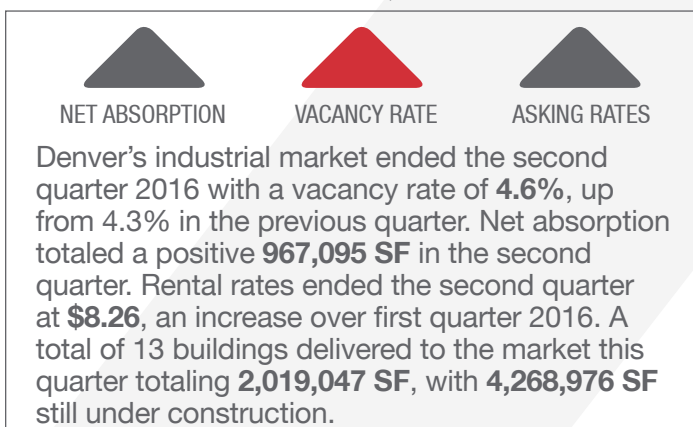 NET ABSORPTION VACANCY RATE ASKING RATES
Denver's industrial market ended the second
quarter 2016 with a vacancy rate of 4.6%, up
from 4.3% in the previous quarter. Net absorption
totaled a positive 967,095 SF in the second
quarter. Rental rates ended the second quarter
at $8.26, an increase over first quarter 2016. A
total of 13 buildings delivered to the market this
quarter totaling 2,019,047 SF, with 4,268,976 SF
still under construction.